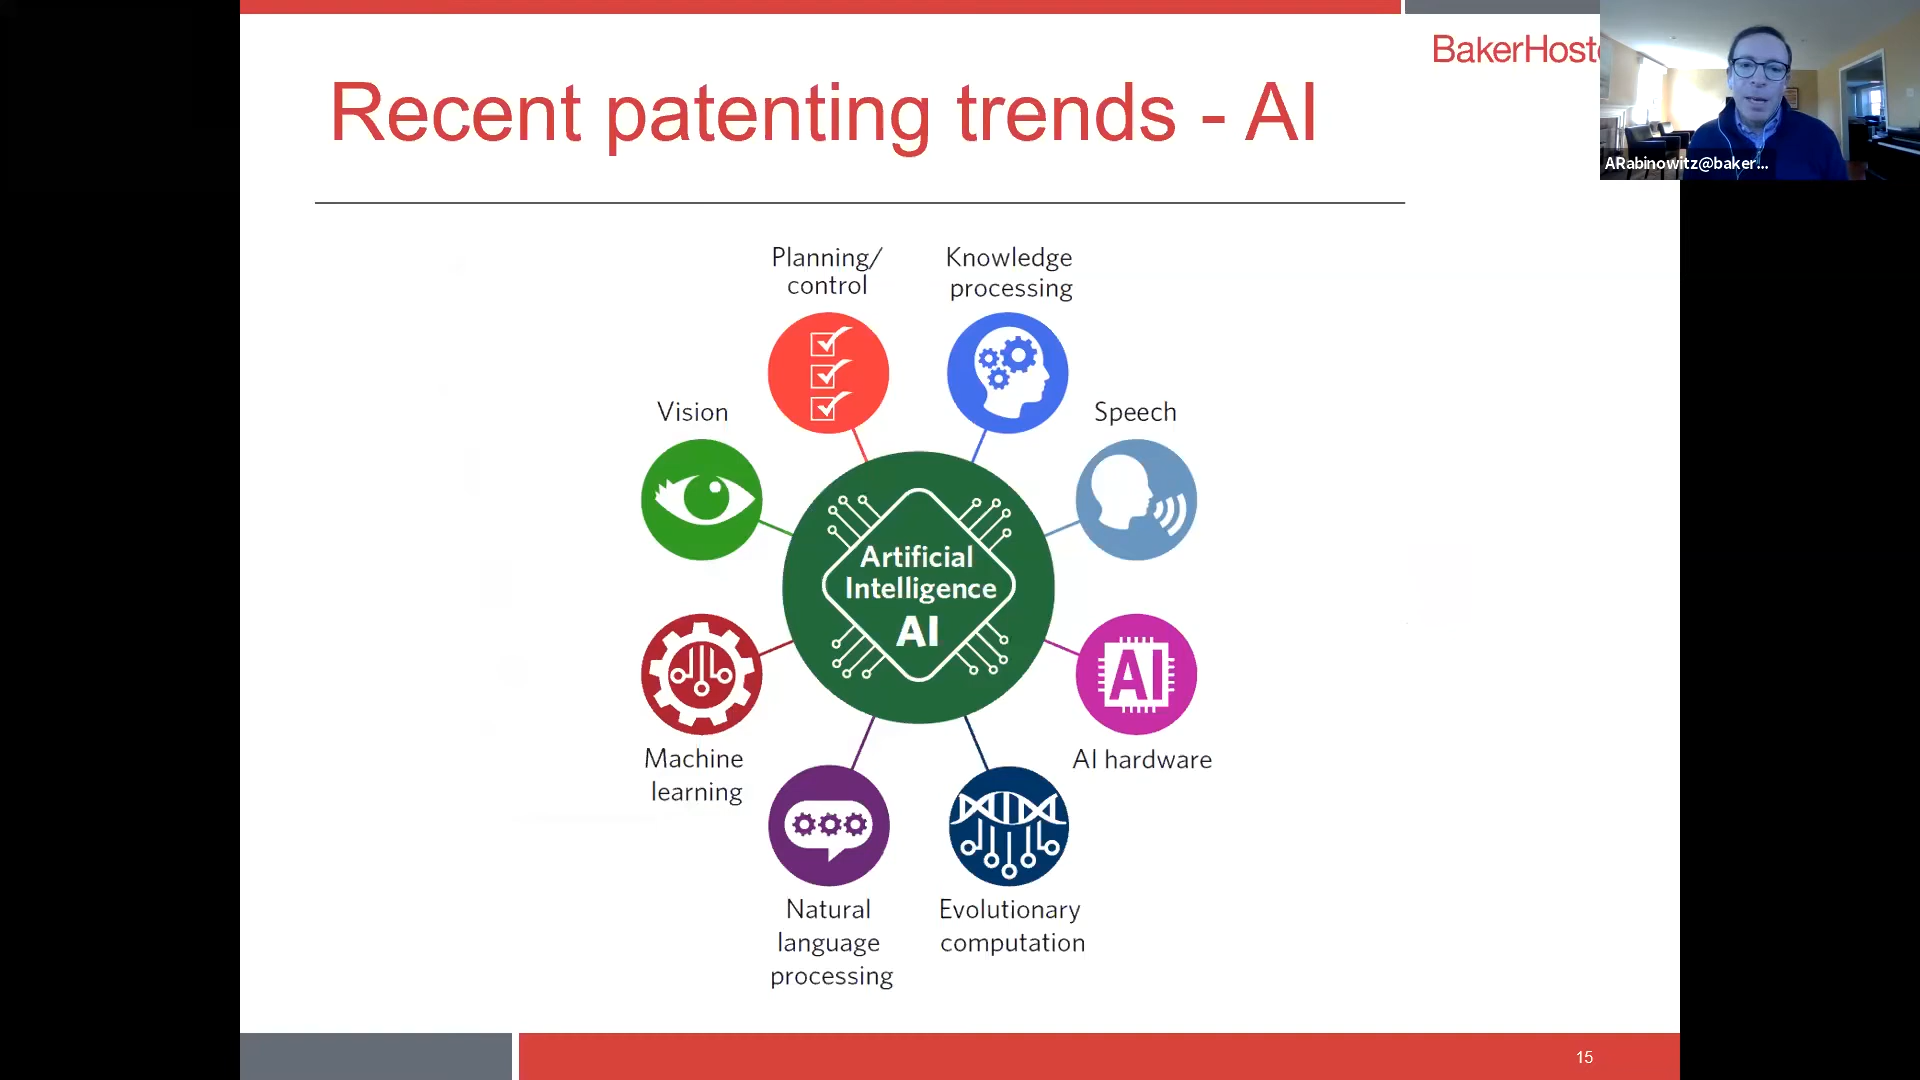 BakerHost
Recent patenting trends - AI
ARabinowitz@baker...
Planning/
control
Knowledge
processing
Vision
Speech
Artificial
Intelligence
AI
AI
Machine
learning
AI hardware
Natural
language
processing
Evolutionary
computation
15